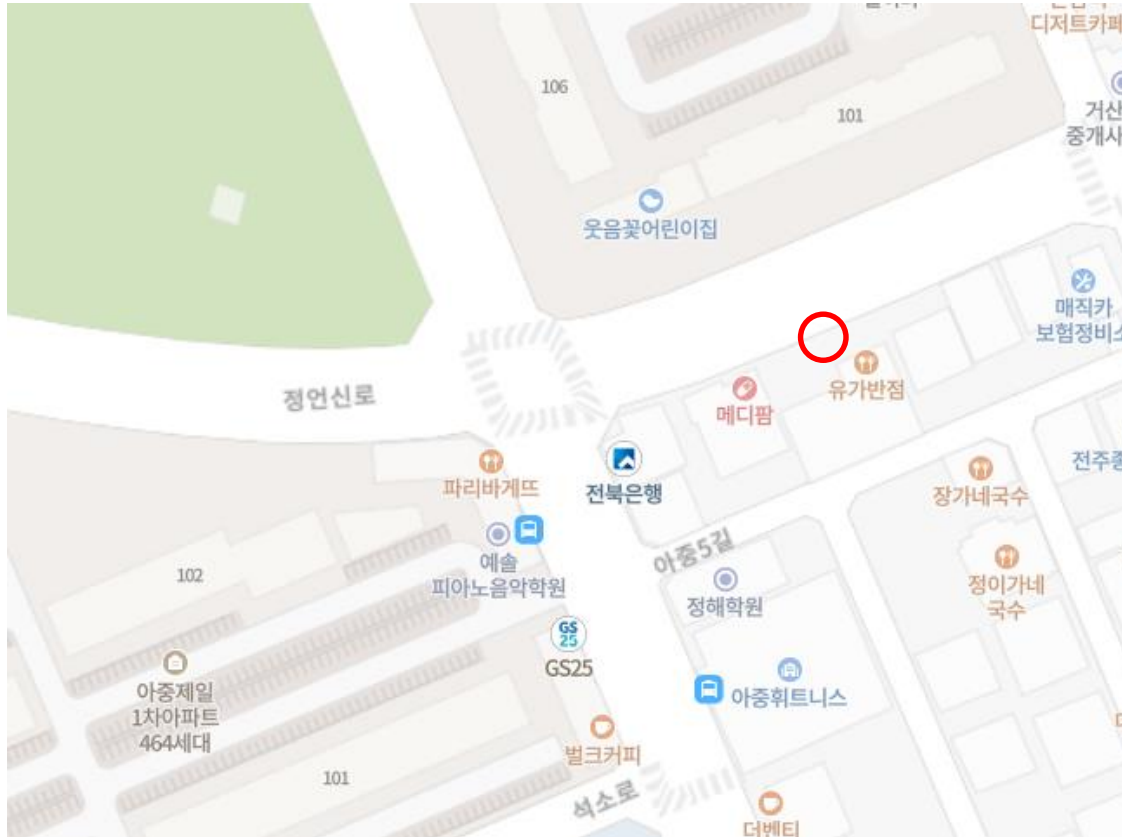 디저트카페
106
101
거산
중개사
웃음꽃어린이집
매직카
보험정비소
정언신로
유가반점
메디팜
파리바게뜨
전북은행
장가네국수
아중5길
예솔
피아노음악학원
102
정해학원
정이가네
국수
GS
25
GS25
아중제일
1차아파트
464세대
아중휘트니스
벌크커피
101
석소로
더벤티